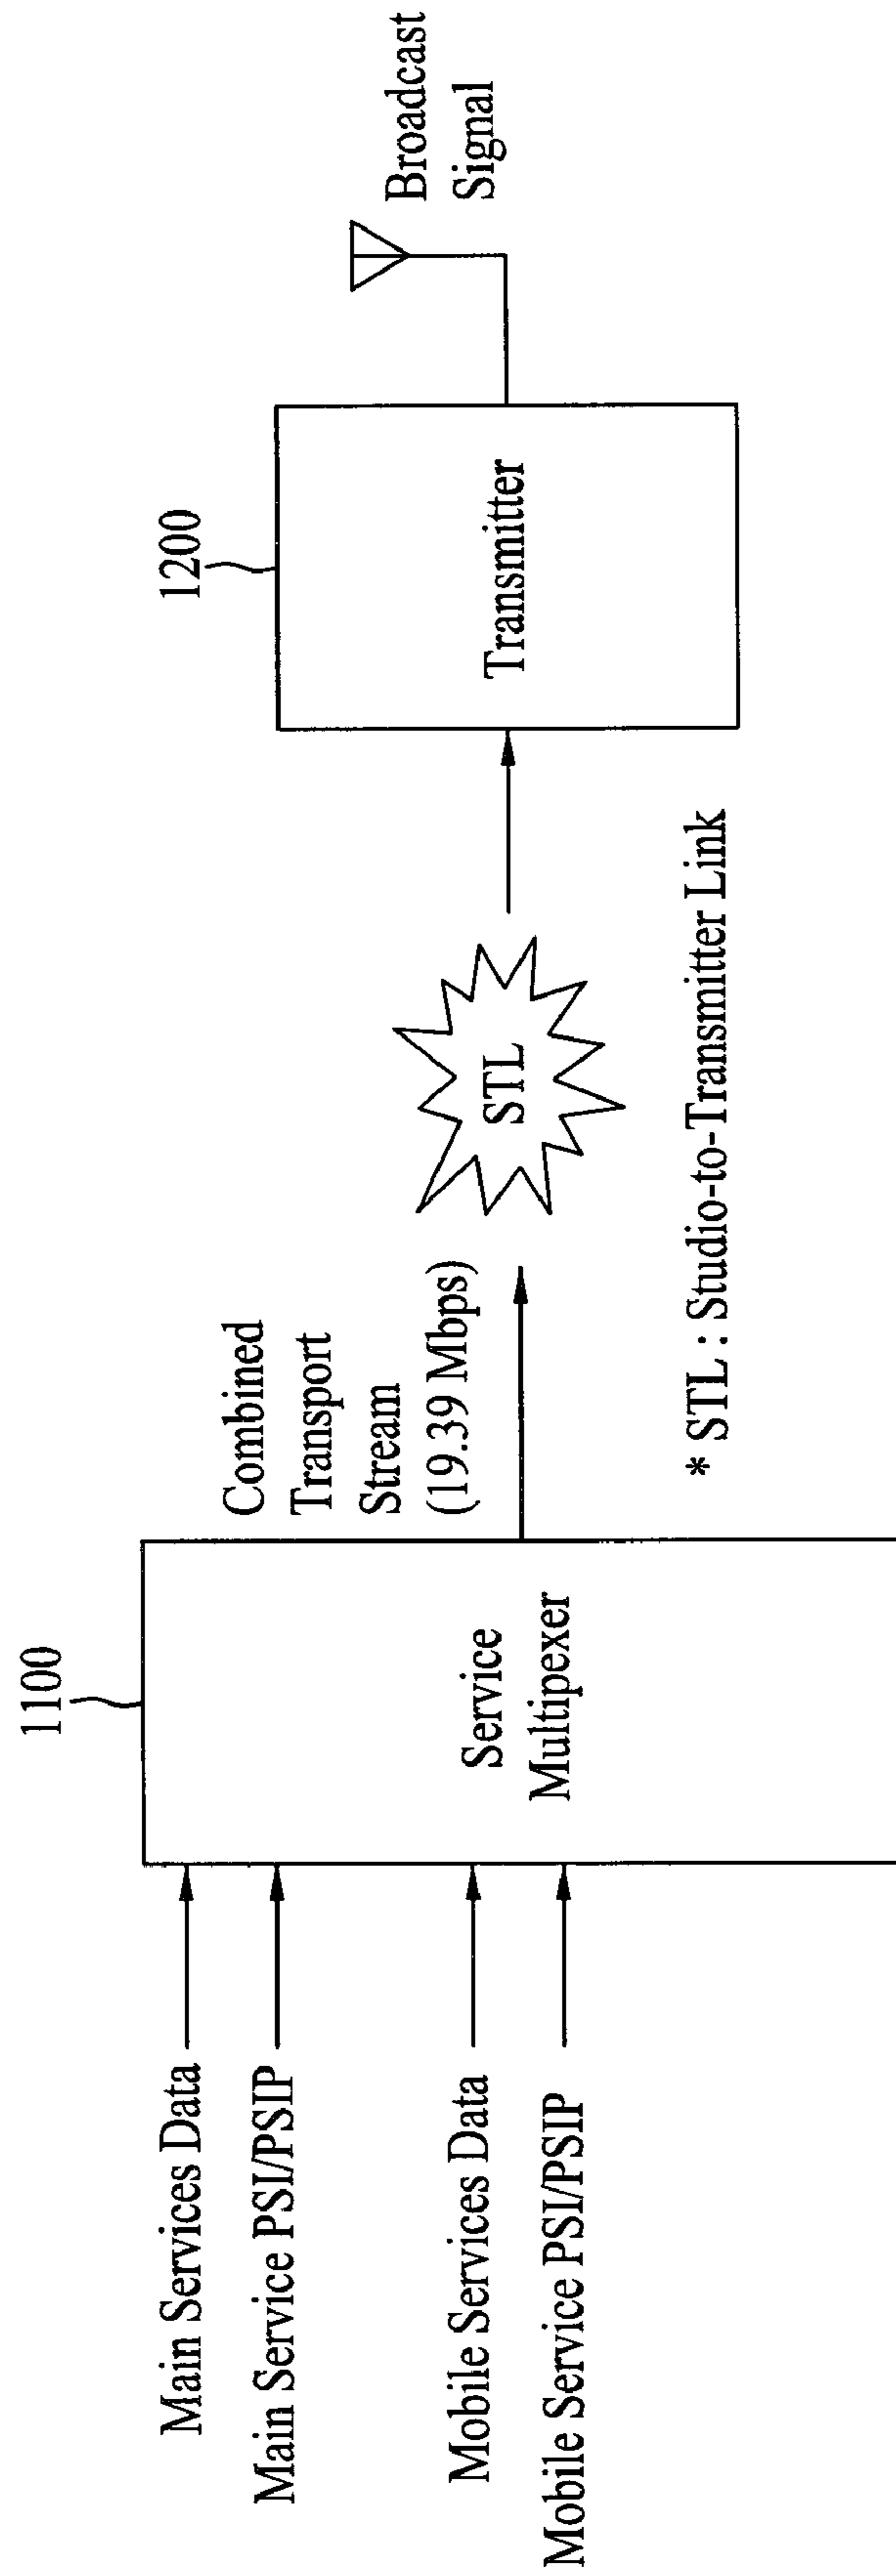 Main Services Data
Main Service PSI/PSIP
Mobile Services Data
Mobile Service PSI/PSIP
1100
Service
Multipexer
Combined
Transport
Stream
(19.39 Mbps)
STL
* STL : Studio-to-Transmitter Link
1200
Transmitter
Broadcast
Signal